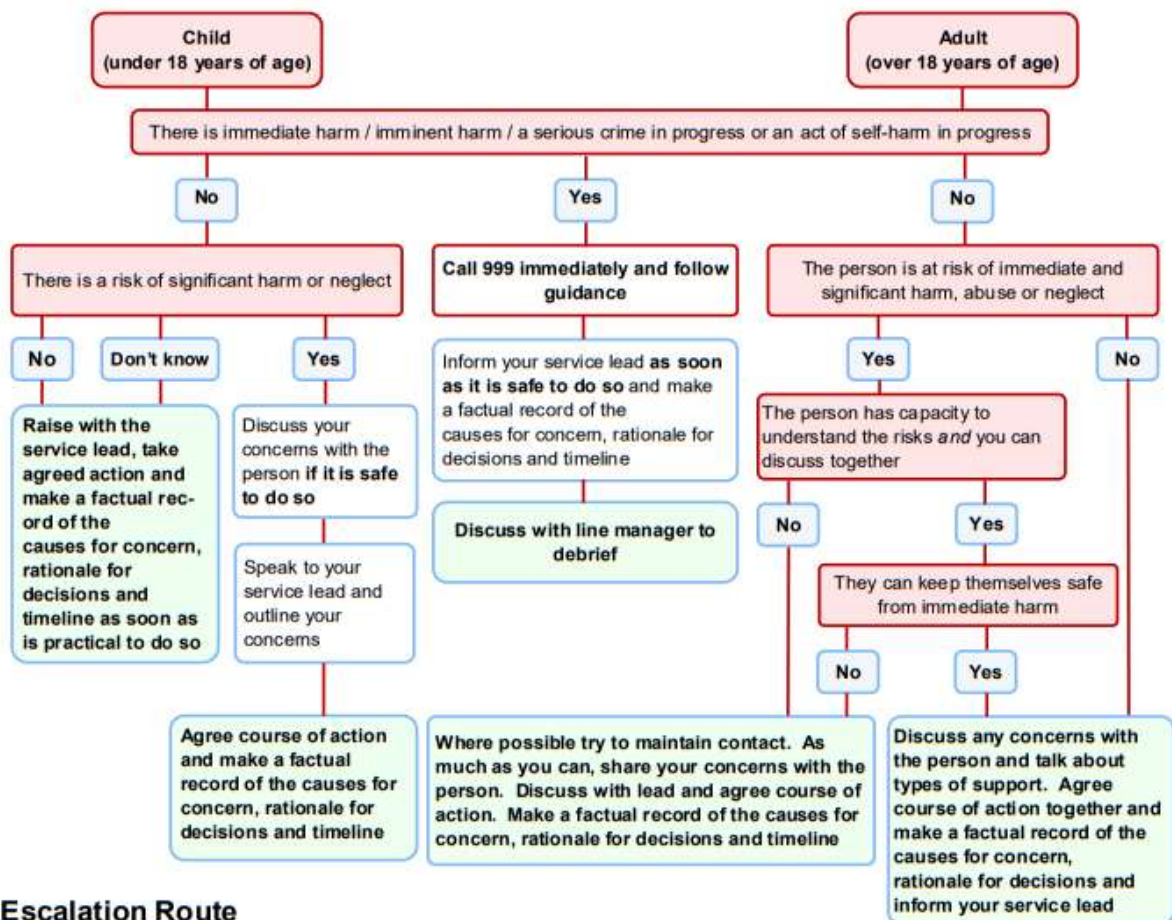 Child
(under 18 years of age)
Adult
(over 18 years of age)
There is immediate harm / imminent harm / a serious crime in progress or an act of self-harm in progress
No
Yes
No
There is a risk of significant harm or neglect
Call 999 immediately and follow
guidance
The person is at risk of immediate and
significant harm, abuse or neglect
No
Don't know
Yes
Inform your service lead as soon
as it is safe to do so and make
a factual record of the
causes for concern, rationale for
decisions and timeline
Yes
No
Raise with the
service lead, take
agreed action and
make a factual rec-
ord of the
causes for concern,
rationale for
decisions and
timeline as soon as
is practical to do so
Discuss your
concerns with the
person if it is safe
to do so
The person has capacity to
understand the risks and you can
discuss together
Discuss with line manager to
debrief
No
Yes
Speak to your
service lead and
outline your
concerns
They can keep themselves safe
from immediate harm
No
Yes
Agree course of action
and make a factual
record of the causes for
concern, rationale for
decisions and timeline
Where possible try to maintain contact. As
much as you can, share your concerns with the
person. Discuss with lead and agree course of
action. Make a factual record of the causes for
concern, rationale for decisions and timeline
Discuss any concerns with
the person and talk about
types of support. Agree
course of action together and
make a factual record of the
causes for concern,
rationale for decisions and
inform your service lead
Escalation Route